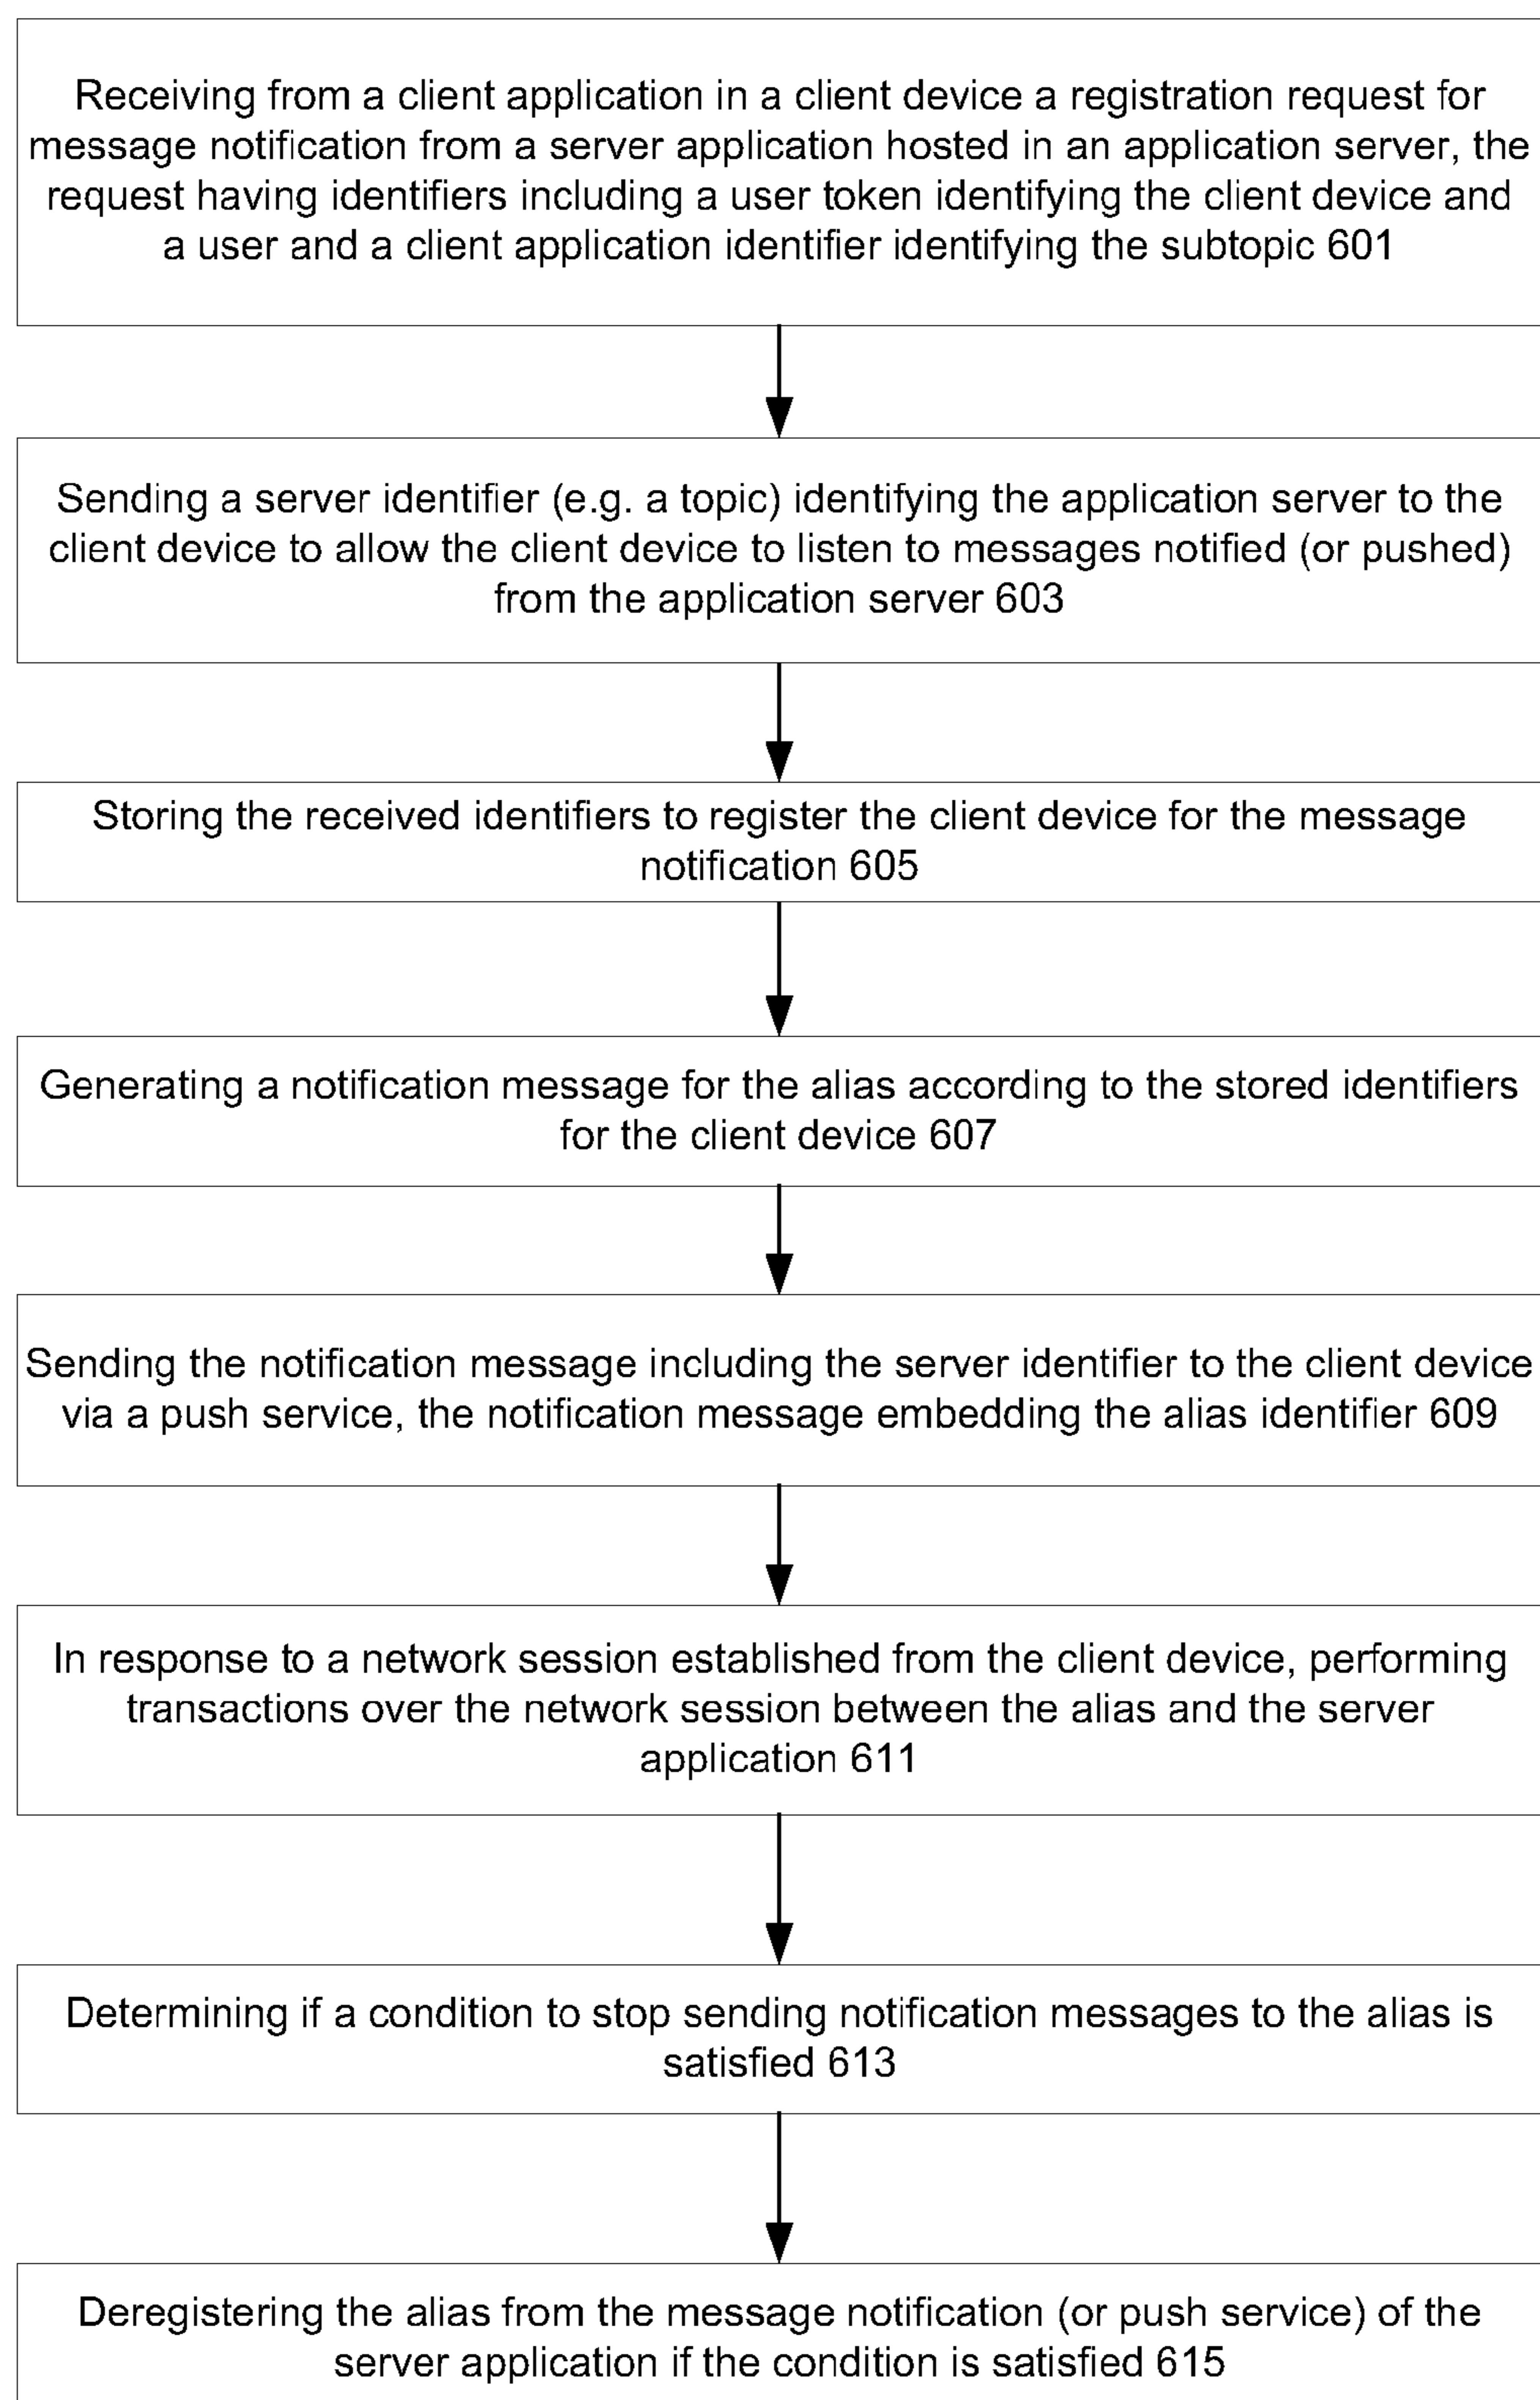 Receiving from a client application in a client device a registration request for
message notification from a server application hosted in an application server, the
request having identifiers including a user token identifying the client device and
a user and a client application identifier identifying the subtopic 601
Sending a server identifier (e.g. a topic) identifying the application server to the
client device to allow the client device to listen to messages notified (or pushed)
from the application server 603
Storing the received identifiers to register the client device for the message
notification 605
Generating a notification message for the alias according to the stored identifiers
for the client device 607
Sending the notification message including the server identifier to the client device
via a push service, the notification message embedding the alias identifier 609
In response to a network session established from the client device, performing
transactions over the network session between the alias and the server
application 611
Determining if a condition to stop sending notification messages to the alias is
satisfied 613
Deregistering the alias from the message notification (or push service) of the
server application if the condition is satisfied 615